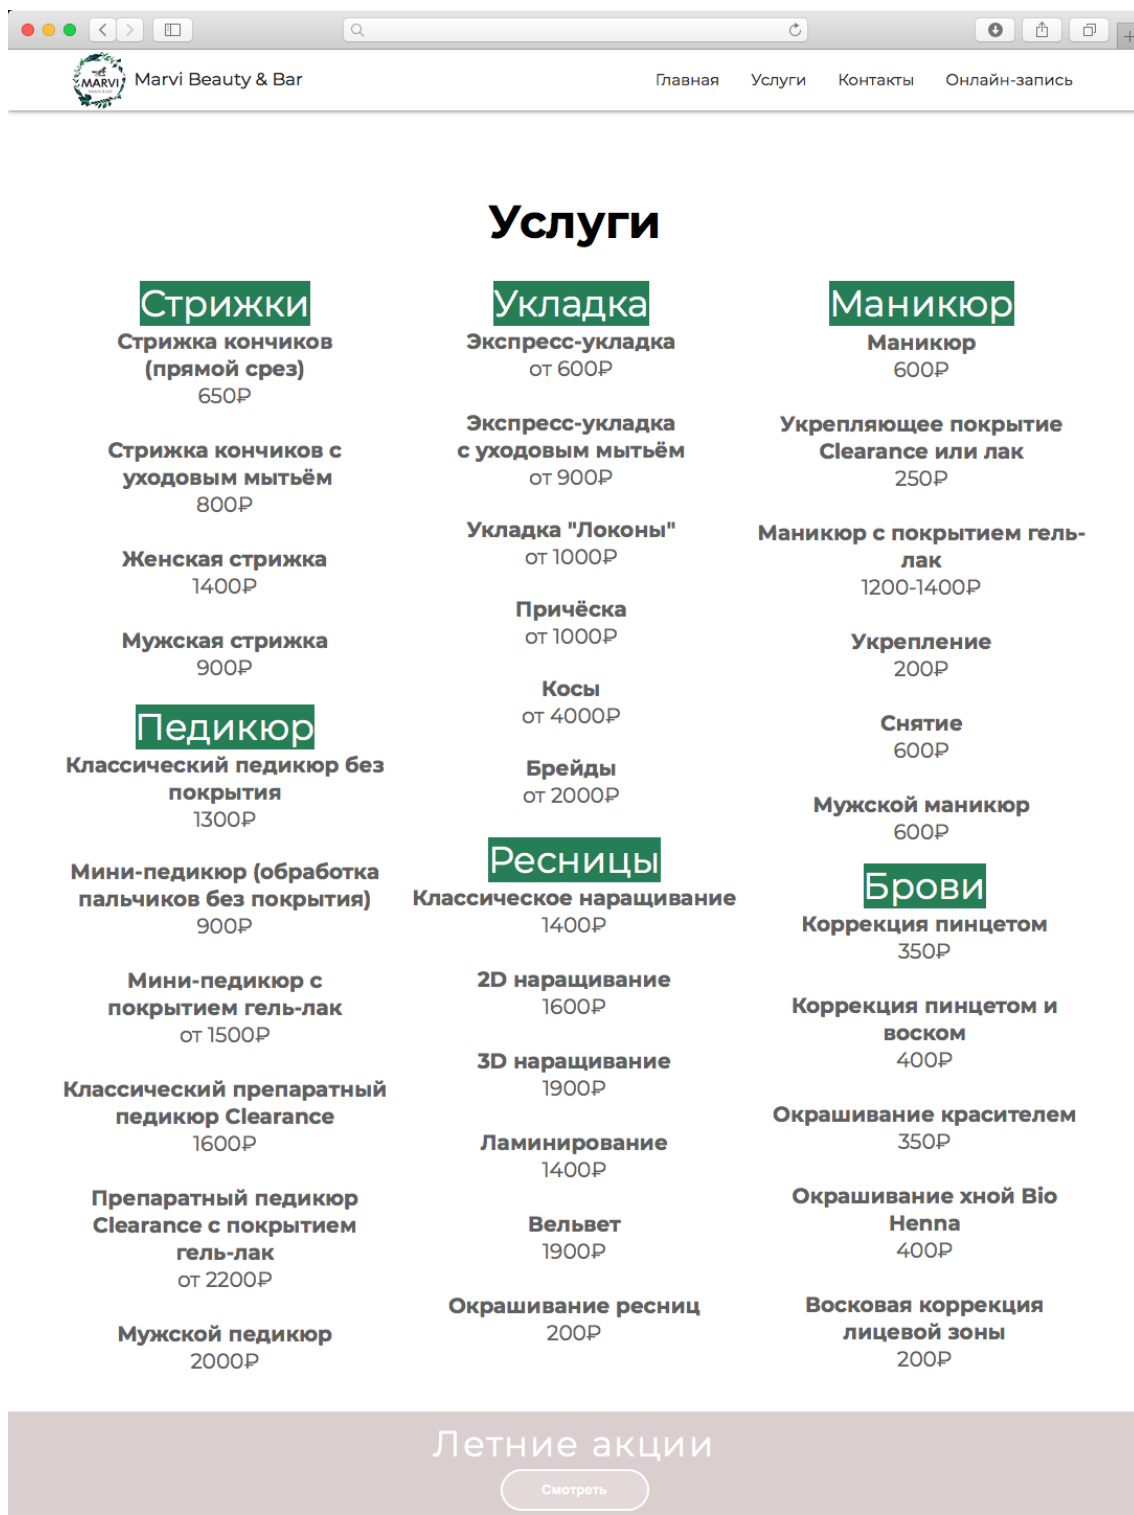 MARVI
Marvi Beauty & Bar
Главная
Услуги
Контакты
Онлайн-запись
Услуги
Стрижки
Стрижка кончиков
(прямой срез)
650₽
Стрижка кончиков с
уходовым мытьём
800₽
Женская стрижка
1400₽
Мужская стрижка
900₽
Педикюр
Классический педикюр без
покрытия
1300₽
Мини-педикюр (обработка
пальчиков без покрытия)
900₽
Мини-педикюр с
покрытием гель-лак
от 1500₽
Классический препаратный
педикюр Clearance
1600₽
Препаратный педикюр
Clearance с покрытием
гель-лак
от 2200₽
Мужской педикюр
2000₽
Укладка
Экспресс-укладка
от 600₽
Экспресс-укладка
с уходовым мытьём
от 900₽
Укладка "Локоны"
от 1000₽
Причёска
от 1000₽
Косы
от 4000₽
Брейды
от 2000₽
Ресницы
Классическое наращивание
1400₽
2D наращивание
1600₽
3D наращивание
1900₽
Ламинирование
1400₽
Вельвет
1900₽
Окрашивание ресниц
200₽
Маникюр
Маникюр
600₽
Укрепляющее покрытие
Clearance или лак
250₽
Маникюр с покрытием гель-
лак
1200-1400₽
Укрепление
200₽
Снятие
600₽
Мужской маникюр
600₽
Брови
Коррекция пинцетом
350₽
Коррекция пинцетом и
воском
400₽
Окрашивание красителем
350₽
Окрашивание хной Bio
Henna
400₽
Восковая коррекция
лицевой зоны
200₽
Летние акции
Смотреть